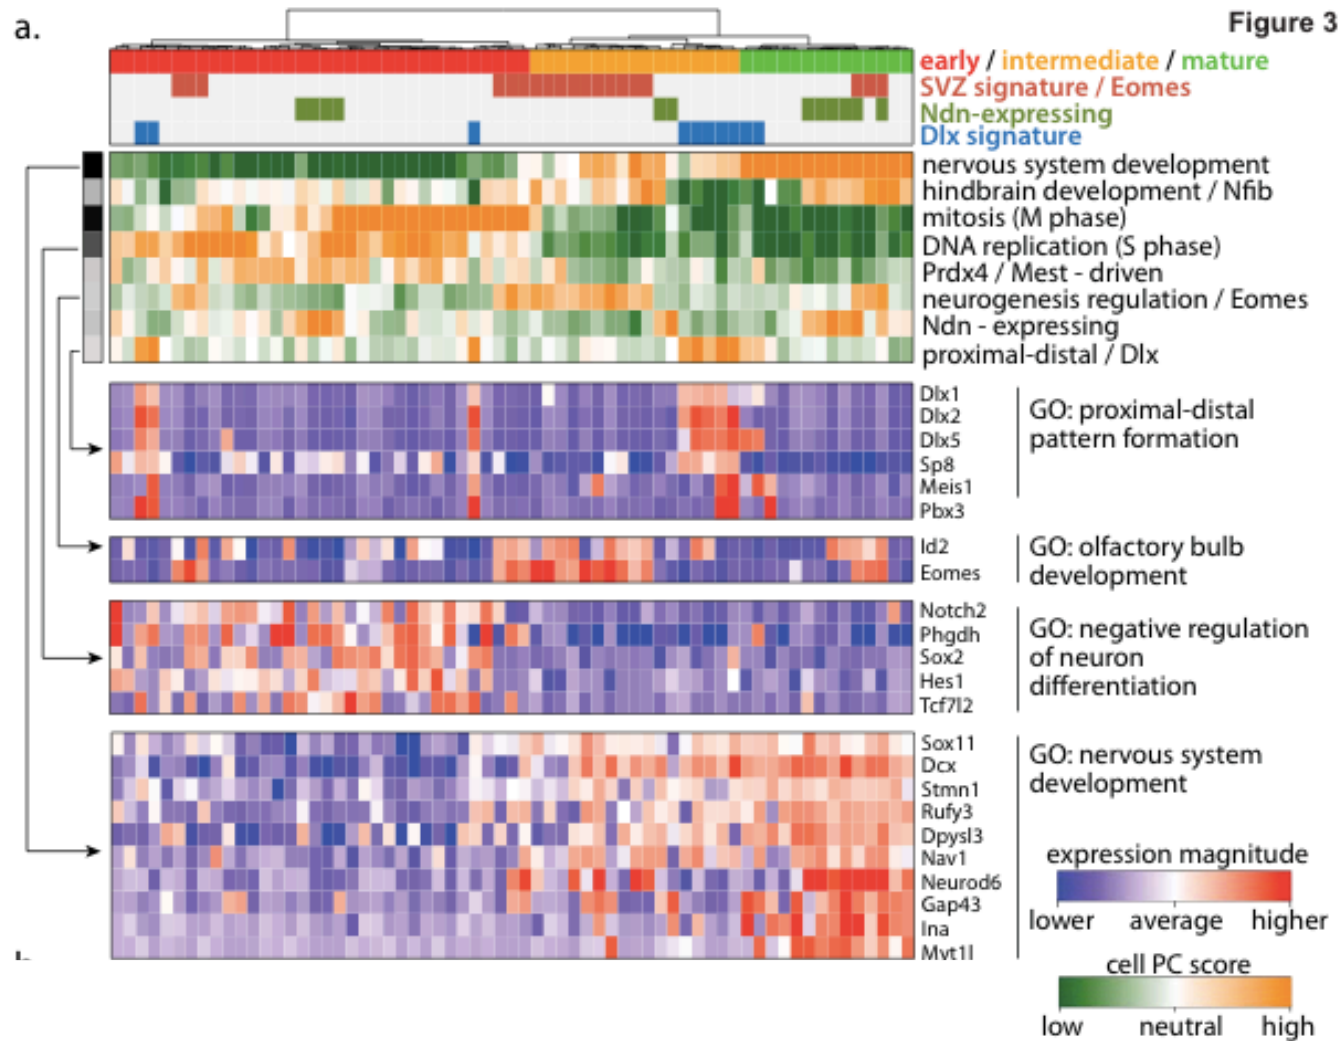 a.
Figure 3
early / intermediate / mature
SVZ signature / Eomes
Ndn-expressing
Dlx signature
nervous system development
hindbrain development / Nfib
mitosis (M phase)
DNA replication (S phase)
Prdx4 / Mest - driven
neurogenesis regulation / Eomes
Ndn - expressing
proximal-distal / Dlx
Dlx1
Dlx2
Dlx5
Sp8
Meis1
Pbx3
GO: proximal-distal
pattern formation
Id2
Eomes
GO: olfactory bulb
development
Notch2
Phgdh
Sox2
Hes1
Tcf7l2
GO: negative regulation
of neuron
differentiation
Sox11
Dcx
Stmn1
Rufy3
Dpysl3
Nav1
Neurod6
Gap43
Ina
Myt1l
GO: nervous system
development
expression magnitude
lower average higher
cell PC score
low neutral high